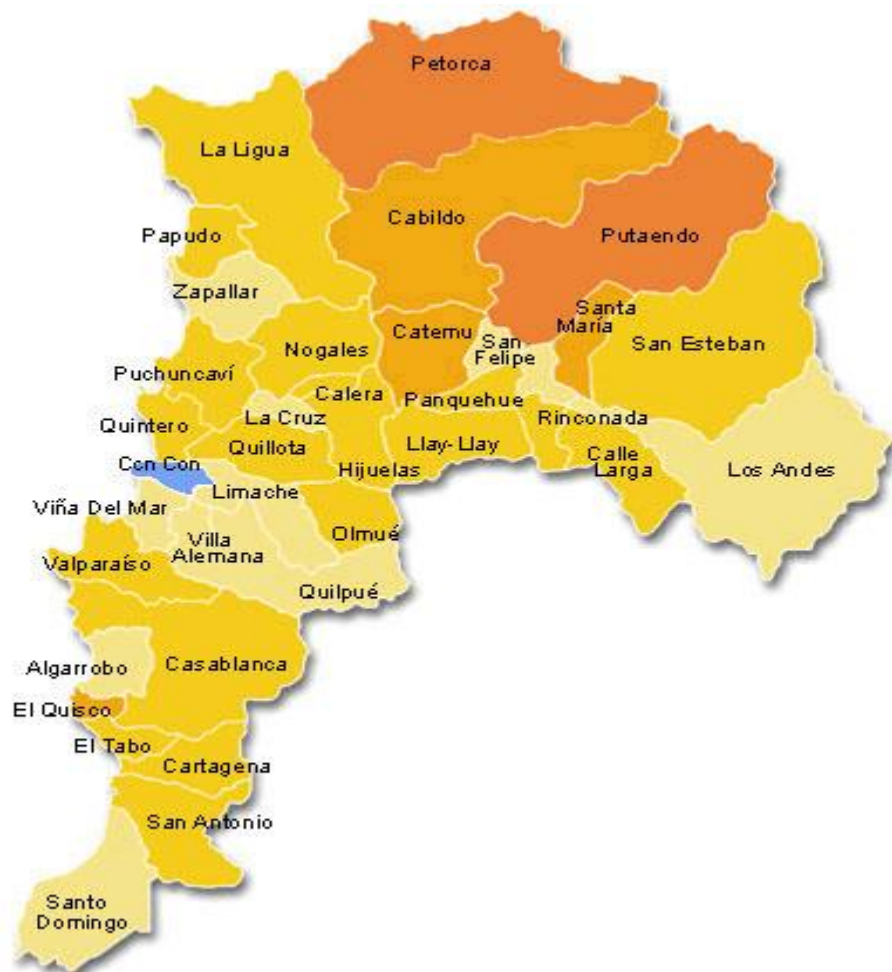 Petorca
La Ligua
Cabildo
Papudo
Putaendo
Zapallar
Santa
María
Catemu
San
Felipe
San Esteban
Nogales
Puchuncaví
Calera
Panquehue
La Cruz
Rinconada
Quintero
Quillota
Llay-Llay
Calle
Larga
Los Andes
Ccn Con
Hijuelas
Limache
Viña Del Mar
Olmué
Villa
Alemana
Valparaíso
Quilpué
Algarrobo
Casablanca
El Quisco
El Tabo
Cartagena
San Antonio
Santo
Domingo